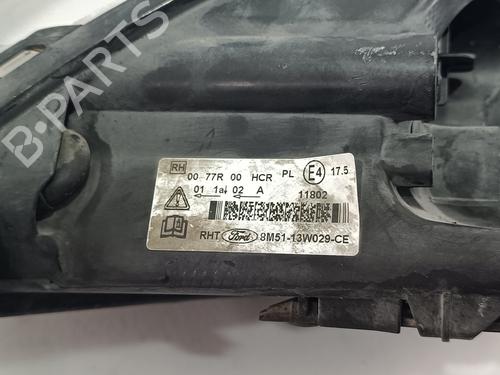 B-PARTS
RH 00 77R 00 HCR PL E4 17.5
01 1a 02 A 11802
RHT Ford 8M51-13W029-CE